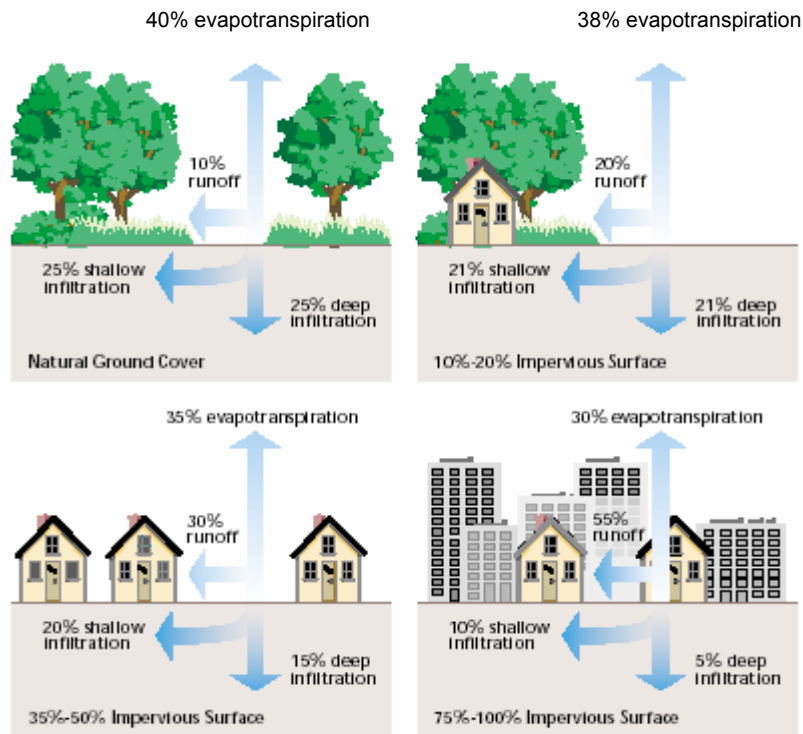 40% evapotranspiration
38% evapotranspiration
10%
runoff
20%
runoff
25% shallow
infiltration
25% deep
infiltration
Natural Ground Cover
21% shallow
infiltration
21% deep
infiltration
10%-20% Impervious Surface
35% evapotranspiration
30% evapotranspiration
30%
runoff
55%
runoff
20% shallow
infiltration
15% deep
infiltration
35%-50% Impervious Surface
10% shallow
infiltration
5% deep
infiltration
75%-100% Impervious Surface